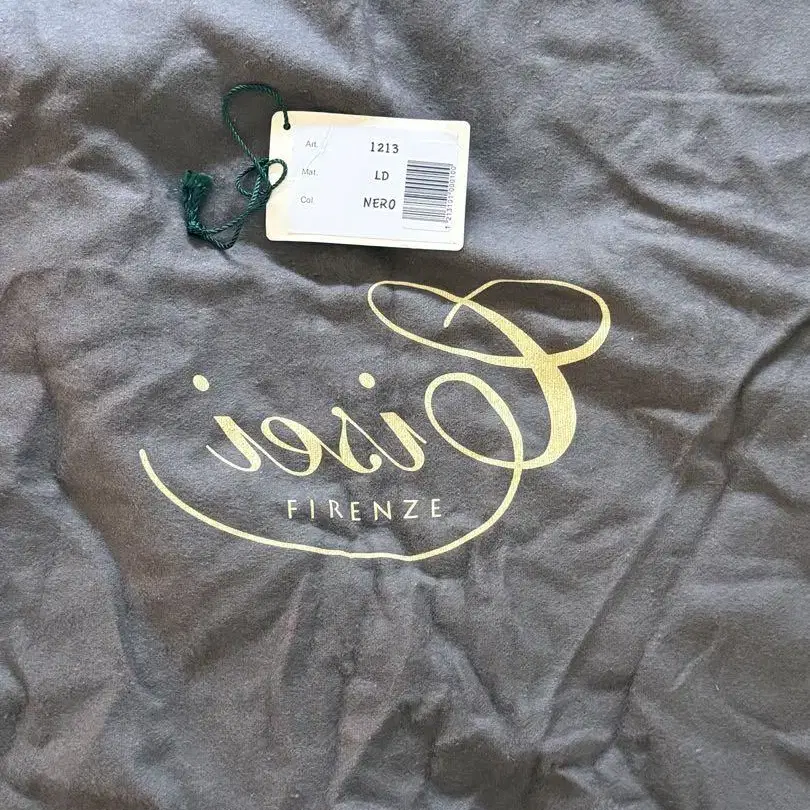 Art. 1213
Mat. LD
Col. NERO
Cisei
FIRENZE